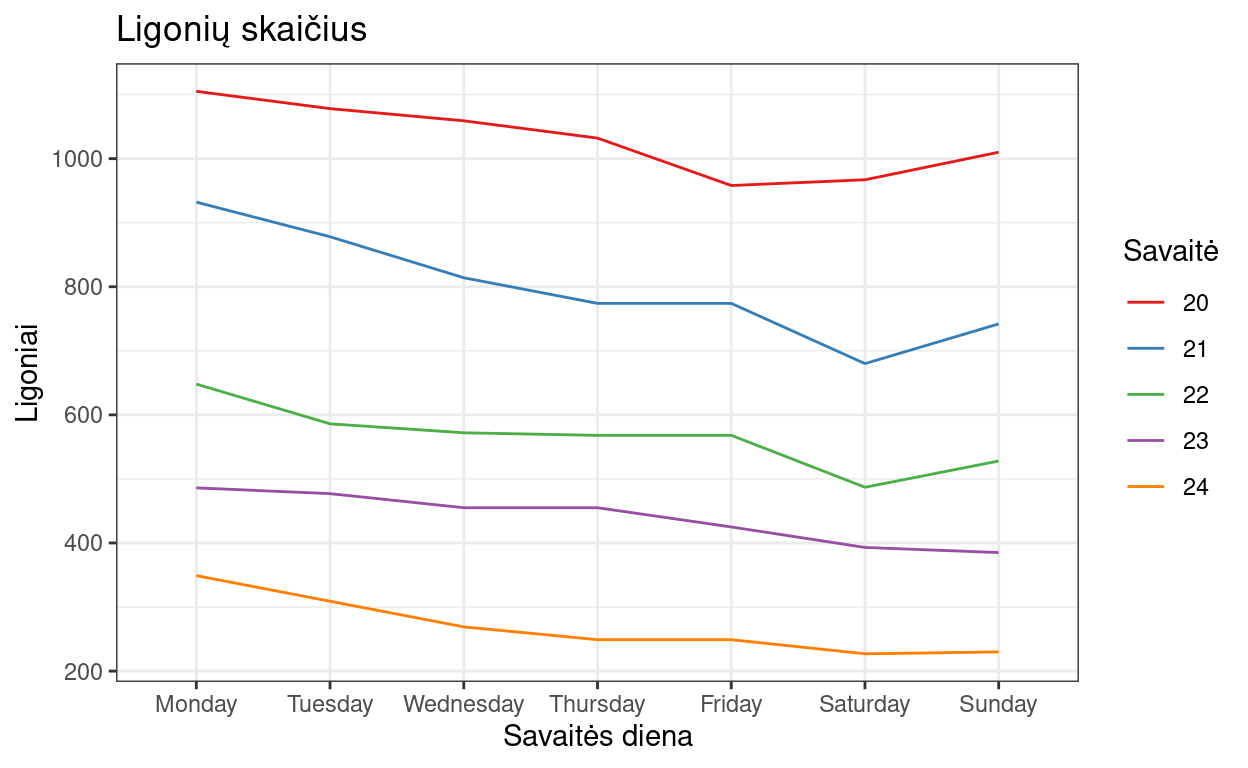 Ligonių skaičius
Ligoniai
1000
800
600
400
200
Monday Tuesday Wednesday Thursday Friday Saturday Sunday
Savaitės diena
Savaitė
20
21
22
23
24